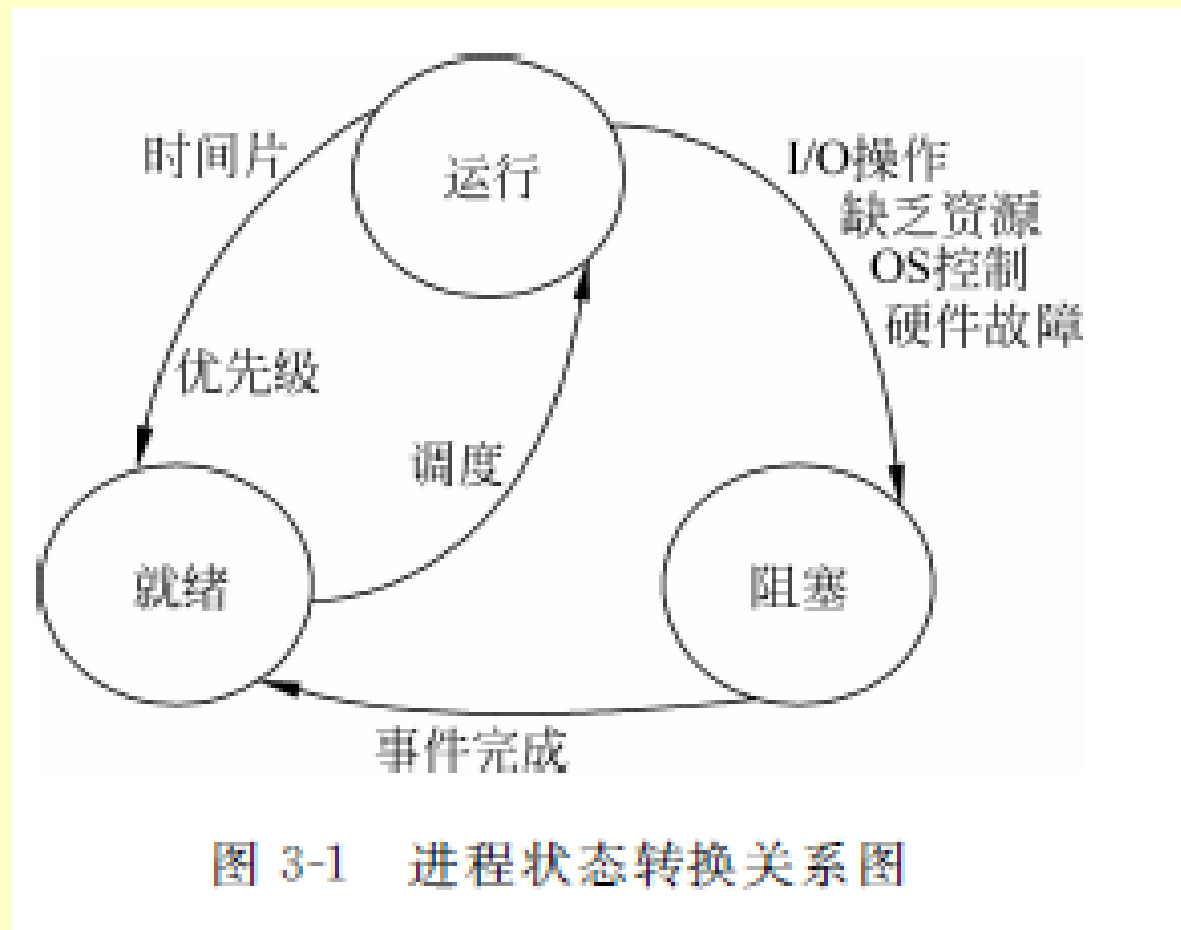 时间片
运行
I/O操作
缺乏资源
OS控制
硬件故障
优先级
调度
就绪
阻塞
事件完成
图 3-1 进程状态转换关系图